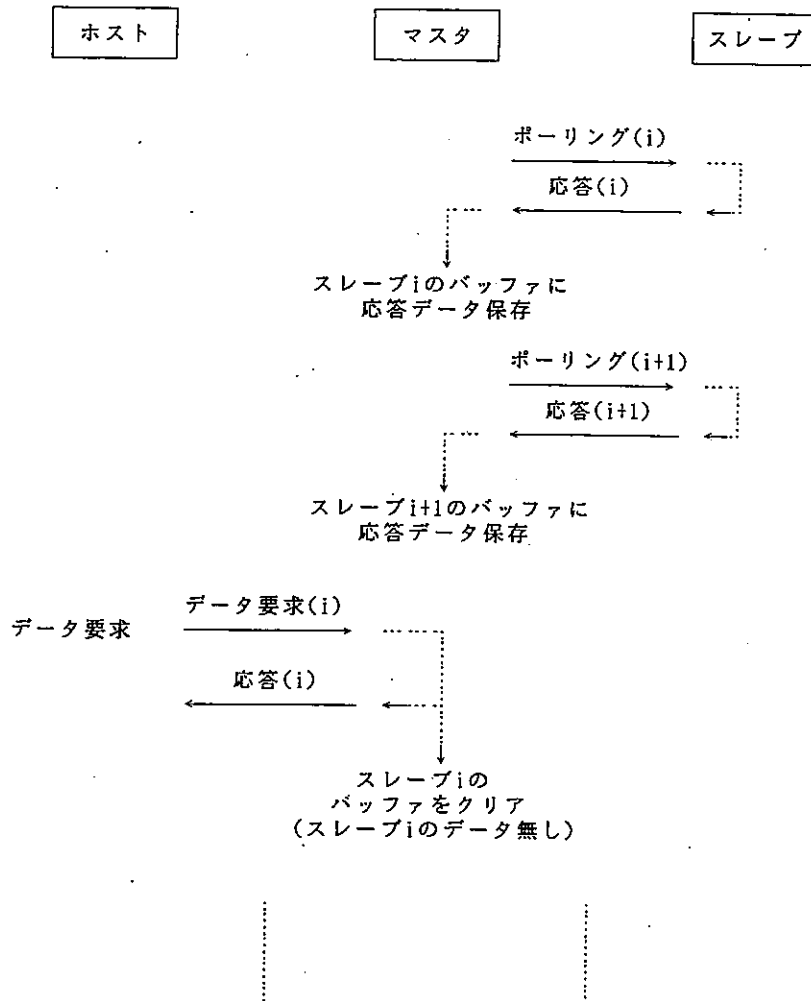 ホスト
マスタ
スレーブ
ポーリング(i)
応答(i)
スレーブiのバッファに
応答データ保存
ポーリング(i+1)
応答(i+1)
スレーブi+1のバッファに
応答データ保存
データ要求
データ要求(i)
応答(i)
スレーブiの
バッファをクリア
(スレーブiのデータ無し)